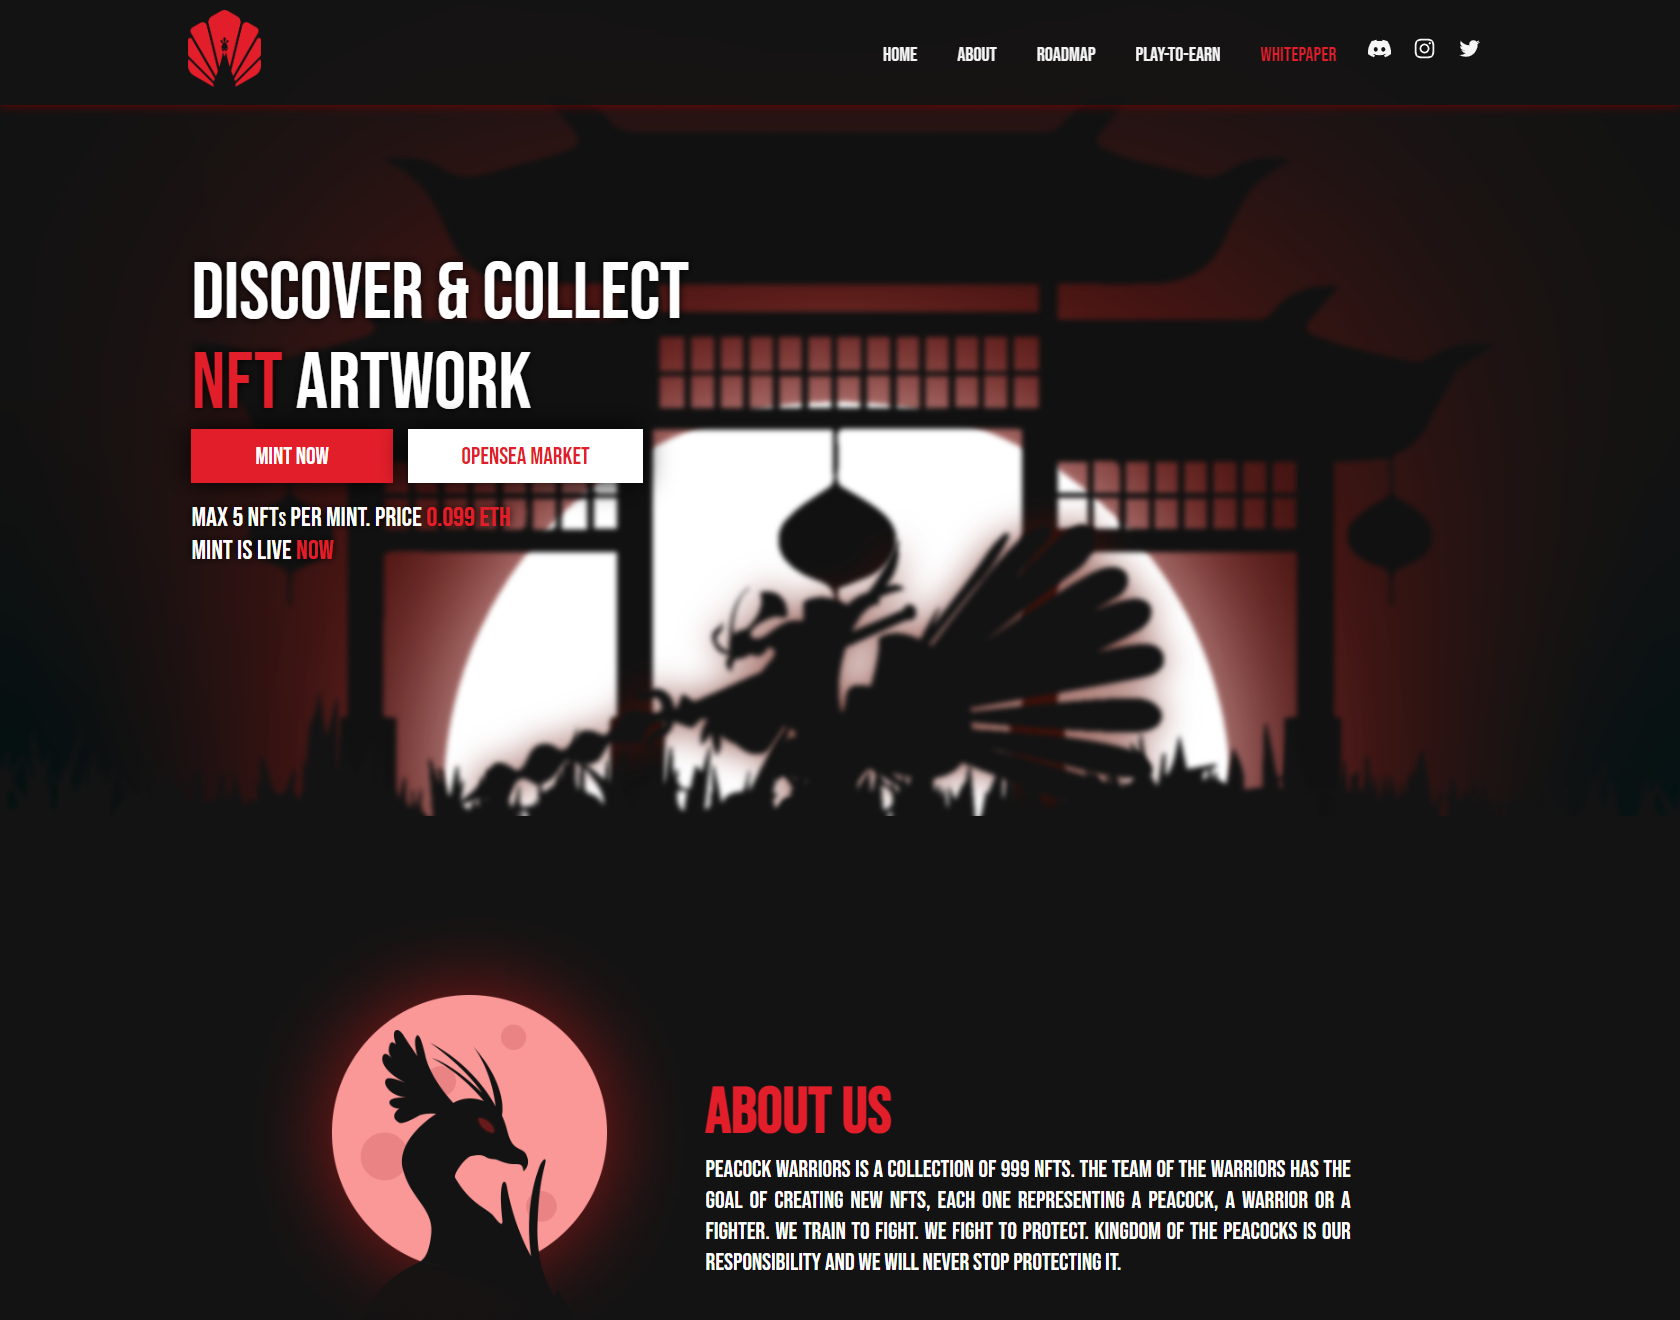 HOME ABOUT ROADMAP PLAY-TO-EARN WHITEPAPER
DISCOVER & COLLECT
NFT ARTWORK
MINT NOW OPENSEA MARKET
MAX 5 NFTs PER MINT. PRICE 0.099 ETH
MINT IS LIVE NOW
ABOUT US
PEACOCK WARRIORS IS A COLLECTION OF 999 NFTS. THE TEAM OF THE WARRIORS HAS THE
GOAL OF CREATING NEW NFTS, EACH ONE REPRESENTING A PEACOCK, A WARRIOR OR A
FIGHTER. WE TRAIN TO FIGHT. WE FIGHT TO PROTECT. KINGDOM OF THE PEACOCKS IS OUR
RESPONSIBILITY AND WE WILL NEVER STOP PROTECTING IT.